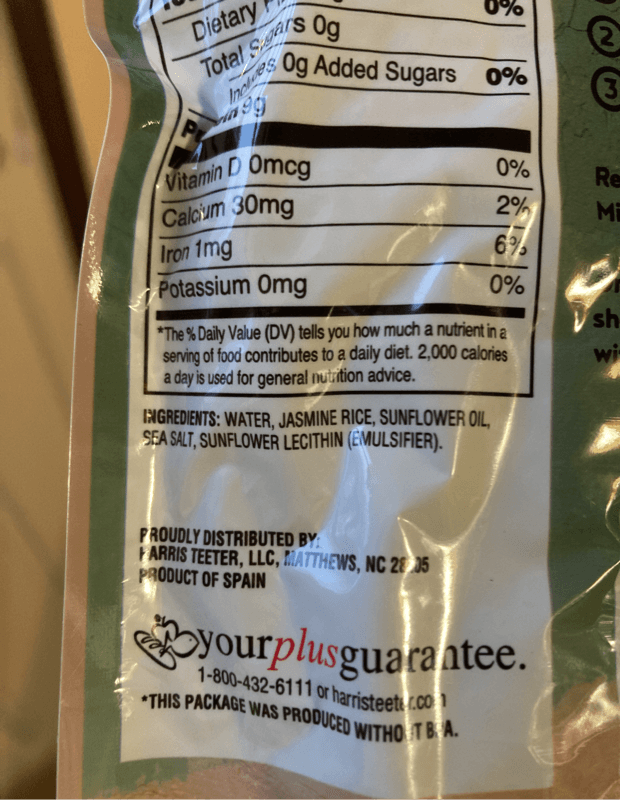 0%
Dietary
Total Sugars 0g
Includes 0g Added Sugars 0%
9g
Vitamin D 0mcg 0%
Calcium 30mg 2%
Iron 1mg 6%
Potassium 0mg 0%
*The % Daily Value (DV) tells you how much a nutrient in a
serving of food contributes to a daily diet. 2,000 calories
a day is used for general nutrition advice.
INGREDIENTS: WATER, JASMINE RICE, SUNFLOWER OIL,
SEA SALT, SUNFLOWER LECITHIN (EMULSIFIER).
PROUDLY DISTRIBUTED BY:
HARRIS TEETER, LLC, MATTHEWS, NC
PRODUCT OF SPAIN
yourplusguarantee.
1-800-432-6111 or harristeeter.com
*THIS PACKAGE WAS PRODUCED WITHOUT BPA.
2
3